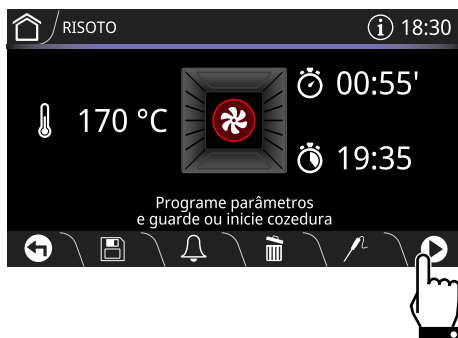 RISOTO
i 18:30
00:55'
170 °C
19:35
Programe parâmetros
e guarde ou inicie cozedura